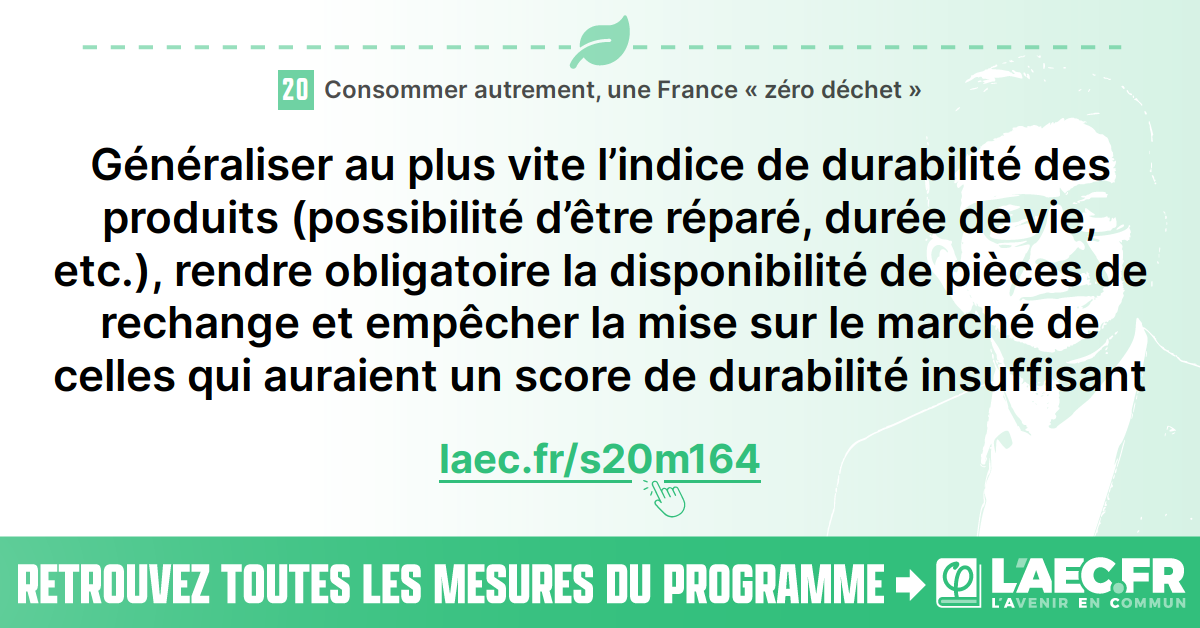 20 Consommer autrement, une France « zéro déchet »
Généraliser au plus vite l’indice de durabilité des
produits (possibilité d’être réparé, durée de vie,
etc.), rendre obligatoire la disponibilité de pièces de
rechange et empêcher la mise sur le marché de
celles qui auraient un score de durabilité insuffisant
laec.fr/s20m164
RETROUVEZ TOUTES LES MESURES DU PROGRAMME
L'AEC.FR
L'AVENIR EN COMMUN